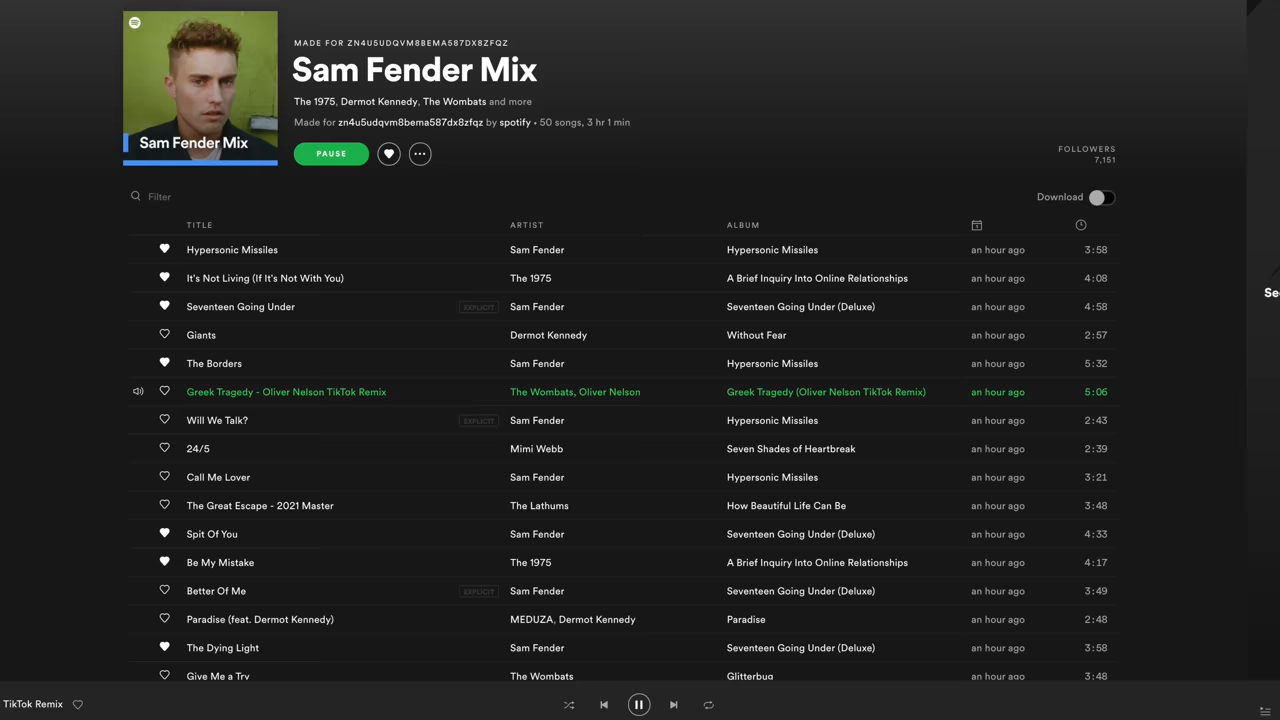 MADE FOR ZN4U5UDQVM8BEMA587DX8ZFQZ
Sam Fender Mix
The 1975, Dermot Kennedy, The Wombats and more
Made for zn4u5udqvm8bema587dx8zfqz by spotify • 50 songs, 3 hr 1 min
Sam Fender Mix
PAUSE
FOLLOWERS
7,151
Filter
Download
TITLE ARTIST ALBUM
Hypersonic Missiles Sam Fender Hypersonic Missiles an hour ago 3:58
It's Not Living (If It's Not With You) The 1975 A Brief Inquiry Into Online Relationships an hour ago 4:08
Seventeen Going Under EXPLICIT Sam Fender Seventeen Going Under (Deluxe) an hour ago 4:58
Giants Dermot Kennedy Without Fear an hour ago 2:57
The Borders Sam Fender Hypersonic Missiles an hour ago 5:32
Greek Tragedy - Oliver Nelson TikTok Remix The Wombats, Oliver Nelson Greek Tragedy (Oliver Nelson TikTok Remix) an hour ago 5:06
Will We Talk? EXPLICIT Sam Fender Hypersonic Missiles an hour ago 2:43
24/5 Mimi Webb Seven Shades of Heartbreak an hour ago 2:39
Call Me Lover Sam Fender Hypersonic Missiles an hour ago 3:21
The Great Escape - 2021 Master The Lathums How Beautiful Life Can Be an hour ago 3:48
Spit Of You Sam Fender Seventeen Going Under (Deluxe) an hour ago 4:33
Be My Mistake The 1975 A Brief Inquiry Into Online Relationships an hour ago 4:17
Better Of Me EXPLICIT Sam Fender Seventeen Going Under (Deluxe) an hour ago 3:49
Paradise (feat. Dermot Kennedy) MEDUZA, Dermot Kennedy Paradise an hour ago 2:48
The Dying Light Sam Fender Seventeen Going Under (Deluxe) an hour ago 3:58
Give Me a Try The Wombats Glitterbug an hour ago 3:48
TikTok Remix